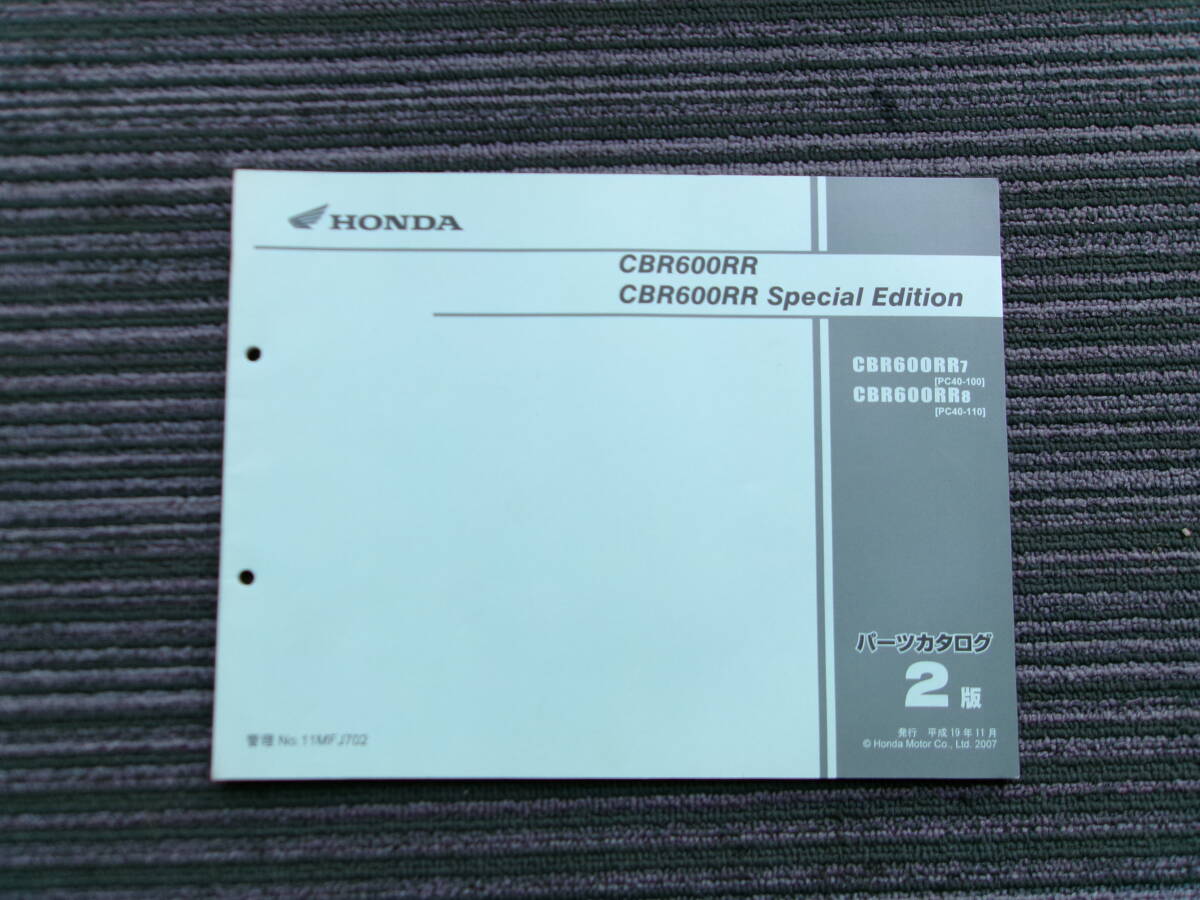 HONDA
CBR600RR
CBR600RR Special Edition
CBR600RR7
[PC40-100]
CBR600RR8
[PC40-110]
パーツカタログ
2版
発行 平成19年11月
© Honda Motor Co., Ltd. 2007
管理 No.11MFJ702